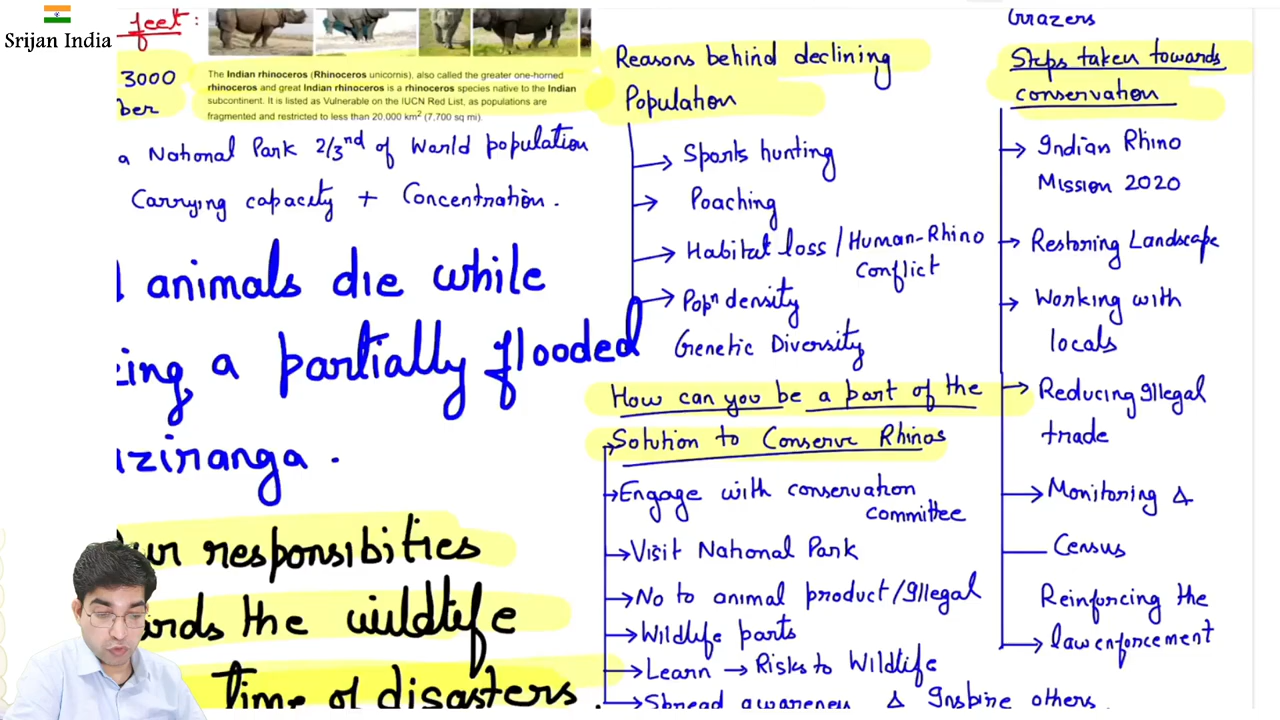 Srijan India
feet:
3000
ber
The Indian rhinoceros (Rhinoceros unicornis), also called the greater one-horned
rhinoceros and great Indian rhinoceros is a rhinoceros species native to the Indian
subcontinent. It is listed as Vulnerable on the IUCN Red List, as populations are
fragmented and restricted to less than 20,000 km² (7,700 sq mi)
a National Park 2/3nd of World population
Carrying capacity + Concentration.
animals die while
ing a partially flooded
ziranga.
ur responsibities
ards the wildlife
time of disasters.
Reasons behind declining
Population
→ Sports hunting
→ Poaching
→ Habitat loss / Human-Rhino
conflict
→ Popn density
Genetic Diversity
How can you be a part of the
Solution to Conserve Rhinos
→ Engage with conservation
committee
→ Visit National Park
→ No to animal product/Illegal
→ Wildlife parts
→ Learn → Risks to Wildlife
→ Spread awareness & Inspire others.
Grazers
Steps taken towards
conservation
→ Indian Rhino
Mission 2020
→ Restoring Landscape
→ Working with
locals
→ Reducing Illegal
trade
→ Monitoring &
Census
Reinforcing the
→ law enforcement